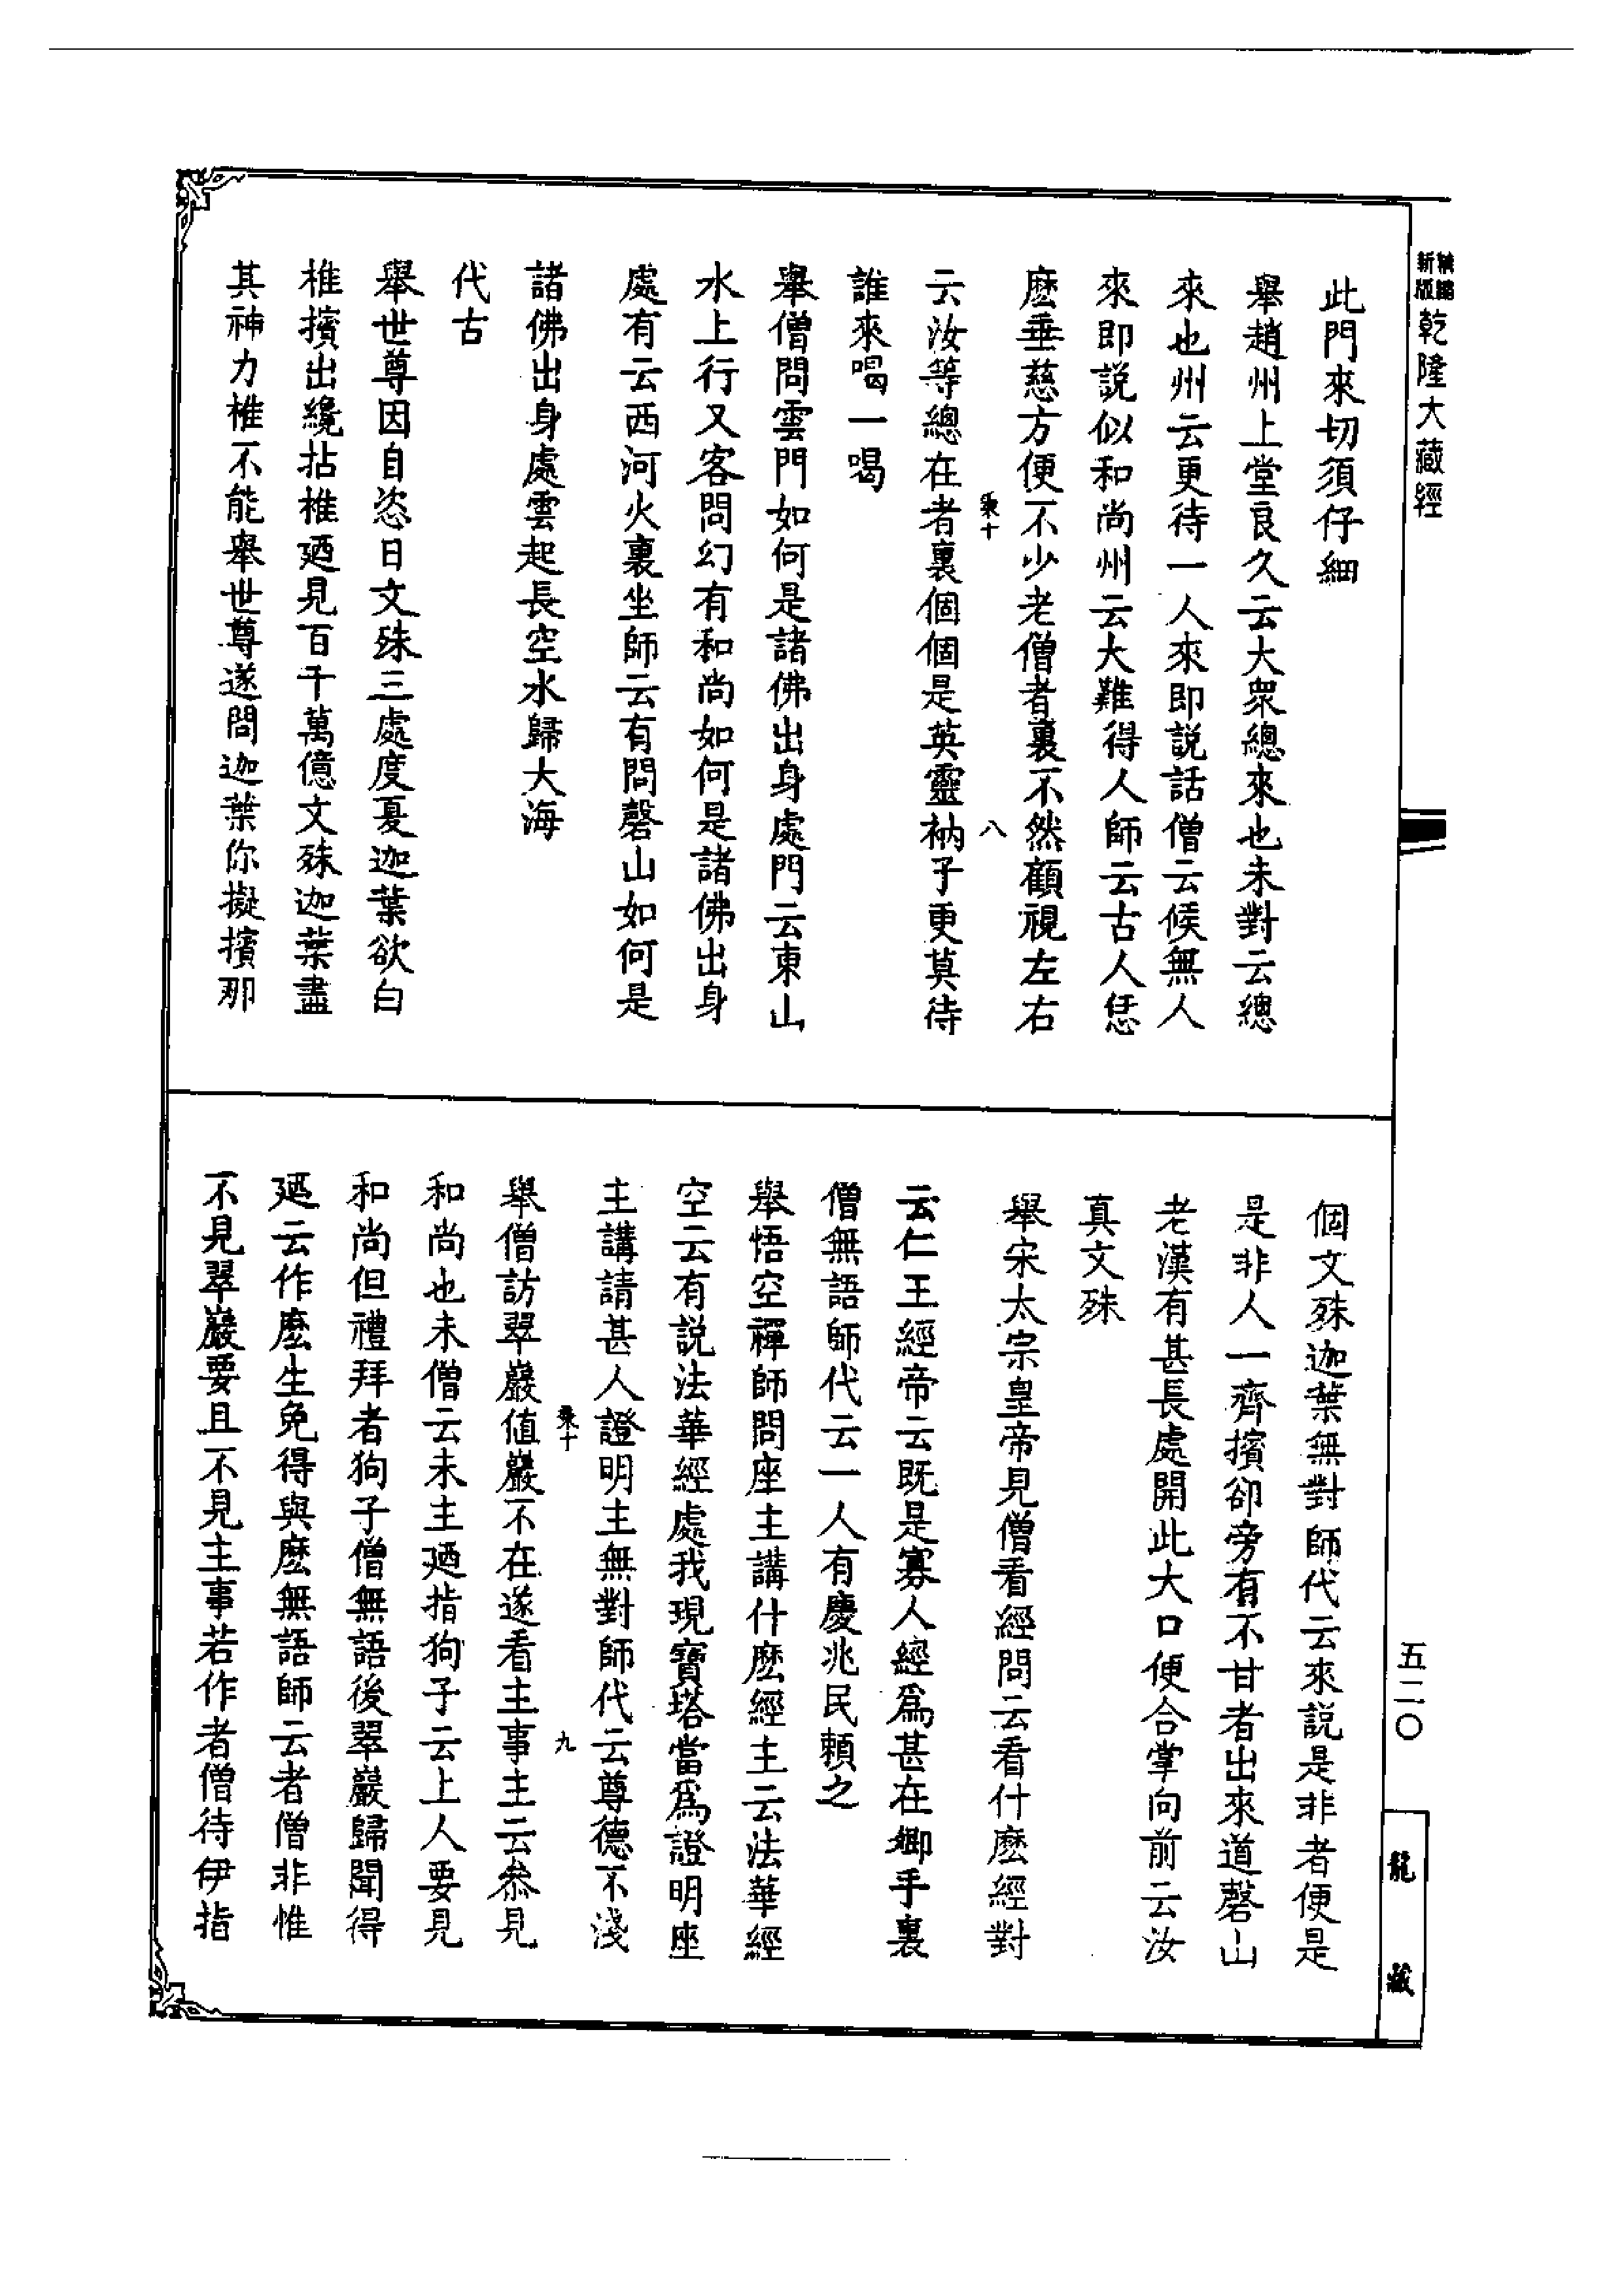 精縮新版乾隆大藏經
此門來切須仔細
舉趙州上堂良久云大衆總來也未對云總
來也州云更待一人來即説話僧云候無人
來即説似和尚州云大難得人師云古人恁
麽垂慈方便不少老僧者裏不然顧視左右
乘十
八
云汝等總在者裏個個是英靈衲子更莫待
誰來喝一喝
舉僧問雲門如何是諸佛出身處門云東山
水上行又客問幻有和尚如何是諸佛出身
處有云西河火裏坐師云有問磬山如何是
諸佛出身處雲起長空水歸大海
代古
舉世尊因自恣日文殊三處度夏迦葉欲白
椎擯出纔拈椎廼見百千萬億文殊迦葉盡
其神力椎不能舉世尊遂問迦葉你擬擯那
個文殊迦葉無對師代云來説是非者便是
是非人一齊擯卻旁有不甘者出來道磬山
老漢有甚長處開此大口便合掌向前云汝
真文殊
舉宋太宗皇帝見僧看經問云看什麽經對
云仁王經帝云既是寡人經爲甚在卿手裏
僧無語師代云一人有慶兆民頼之
舉悟空禪師問座主講什麽經主云法華經
空云有説法華經處我現寶塔當爲證明座
主講請甚人證明主無對師代云尊德不淺
乘十
九
舉僧訪翠巖值巖不在遂看主事主云叅見
和尚也未僧云未主廼指狗子云上人要見
和尚但禮拜者狗子僧無語後翠巖歸聞得
廼云作麽生免得與麽無語師云者僧非惟
不見翠巖要且不見主事若作者僧待伊指
五二〇
龍藏